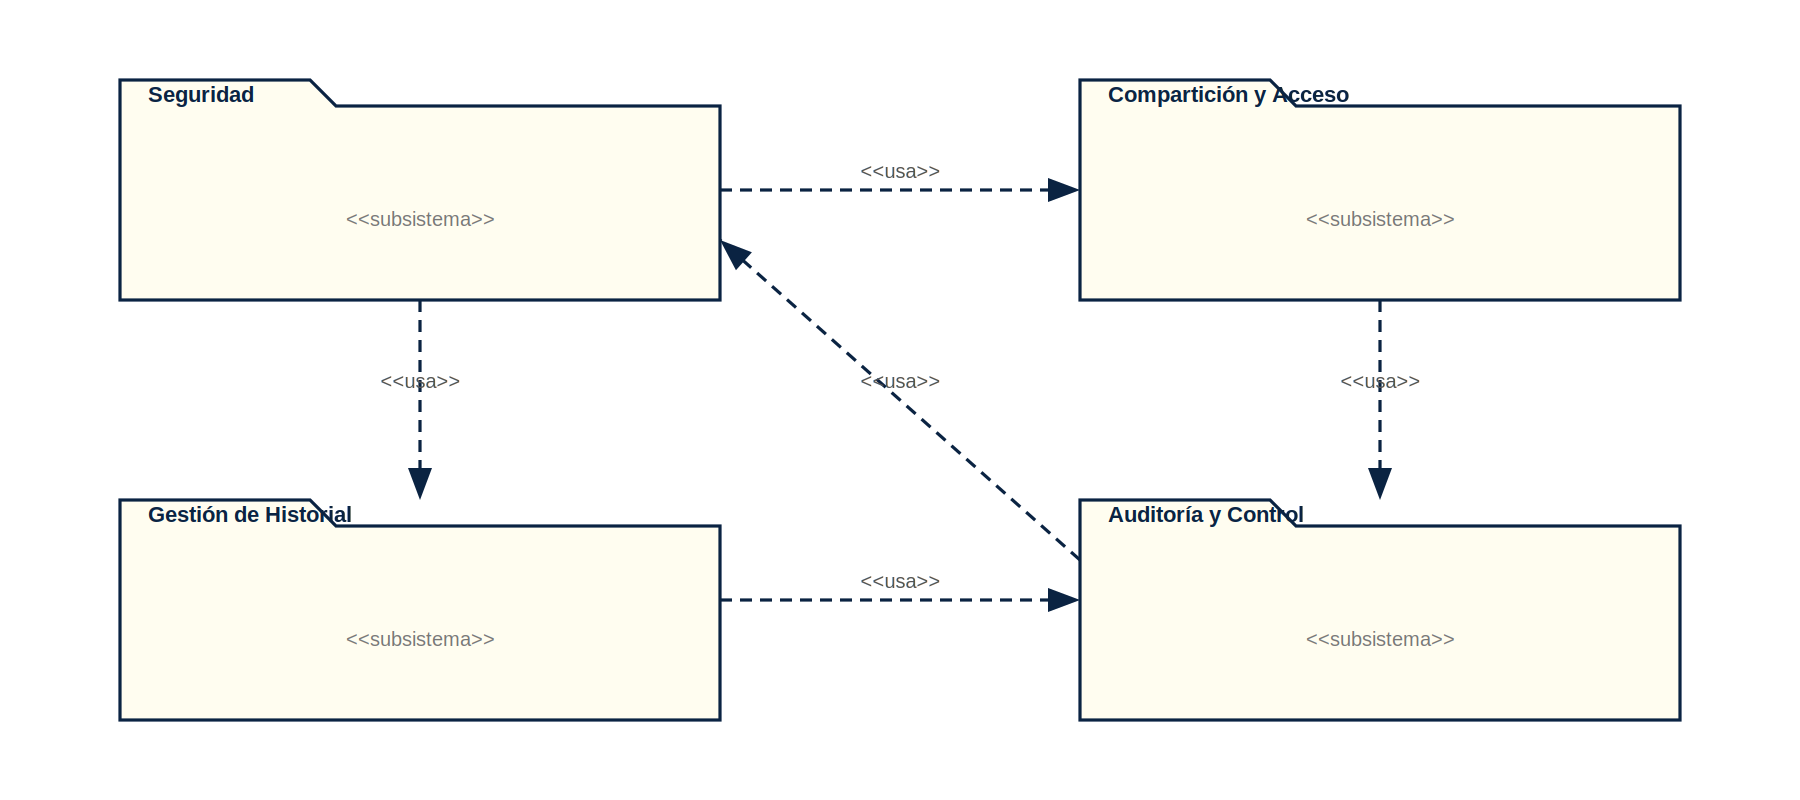 Seguridad
Compartición y Acceso
<<usa>>
<<subsistema>>
<<subsistema>>
<<usa>>
<<usa>>
<<usa>>
Gestión de Historial
Auditoría y Control
<<usa>>
<<subsistema>>
<<subsistema>>